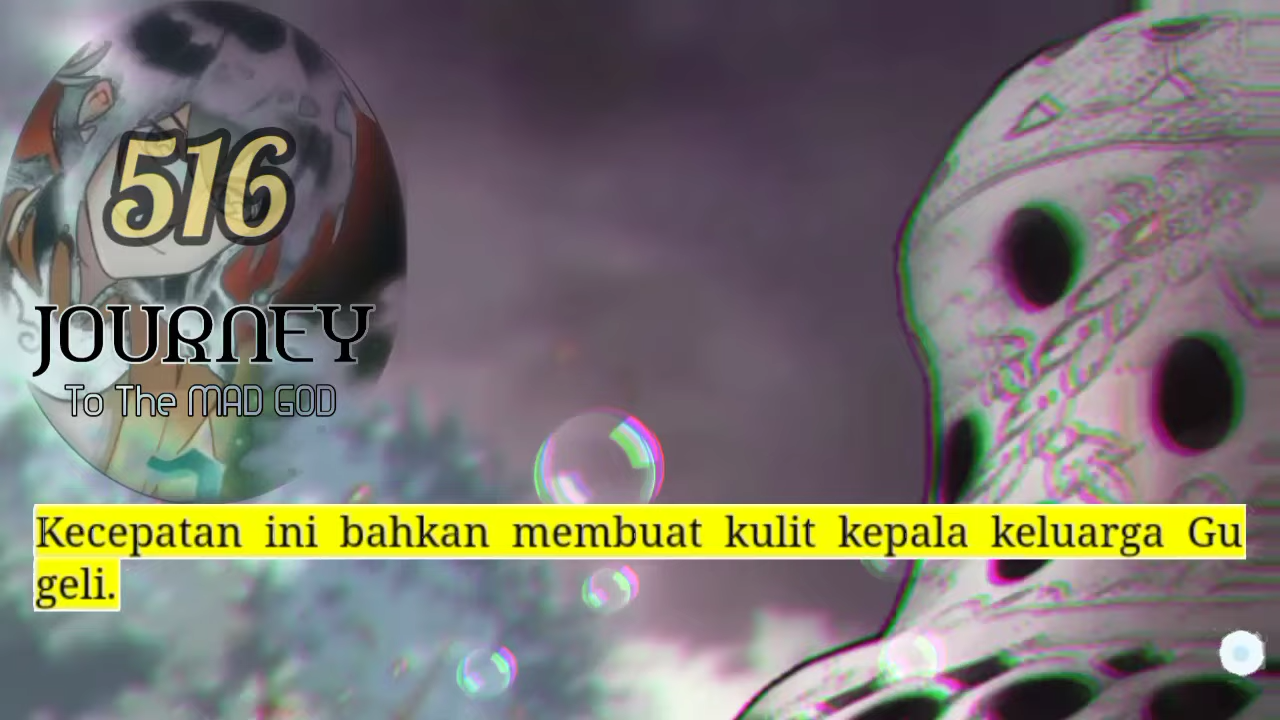 516
JOURNEY
To The MAD GOD
Kecepatan ini bahkan membuat kulit kepala keluarga Gu
geli.